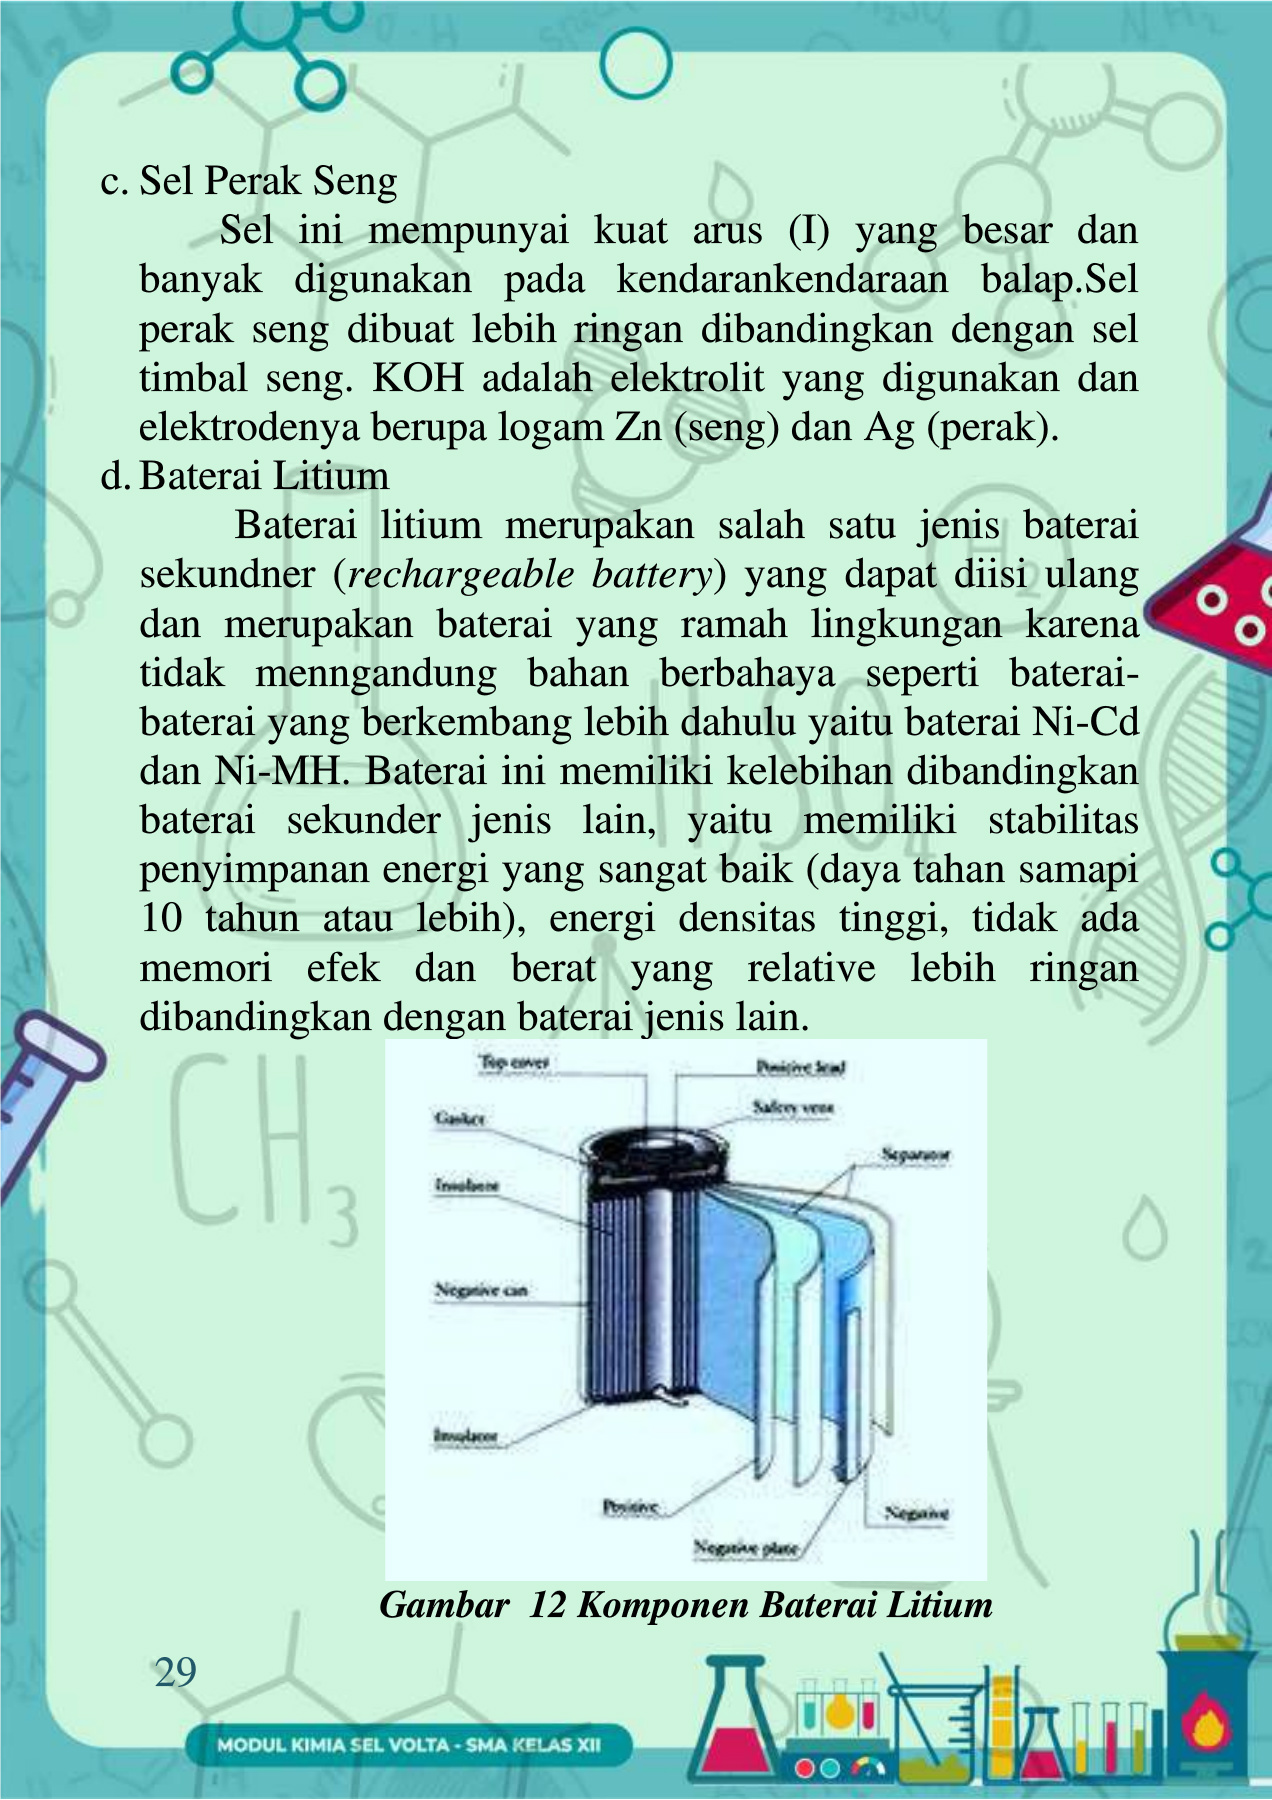 c. Sel Perak Seng
Sel ini mempunyai kuat arus (I) yang besar dan
banyak digunakan pada kendarankendaraan balap.Sel
perak seng dibuat lebih ringan dibandingkan dengan sel
timbal seng. KOH adalah elektrolit yang digunakan dan
elektrodenya berupa logam Zn (seng) dan Ag (perak).
d. Baterai Litium
Baterai litium merupakan salah satu jenis baterai
sekundner (rechargeable battery) yang dapat diisi ulang
dan merupakan baterai yang ramah lingkungan karena
tidak menngandung bahan berbahaya seperti baterai-
baterai yang berkembang lebih dahulu yaitu baterai Ni-Cd
dan Ni-MH. Baterai ini memiliki kelebihan dibandingkan
baterai sekunder jenis lain, yaitu memiliki stabilitas
penyimpanan energi yang sangat baik (daya tahan samapi
10 tahun atau lebih), energi densitas tinggi, tidak ada
memori efek dan berat yang relative lebih ringan
dibandingkan dengan baterai jenis lain.
Top cover
Positive lead
Gasket
Safety vent
Separator
Insulator
Negative can
Insulator
Positive
Negative
Negative plate
Gambar 12 Komponen Baterai Litium
29
MODUL KIMIA SEL VOLTA - SMA KELAS XII
H2
H2SO4
CH3
NH2